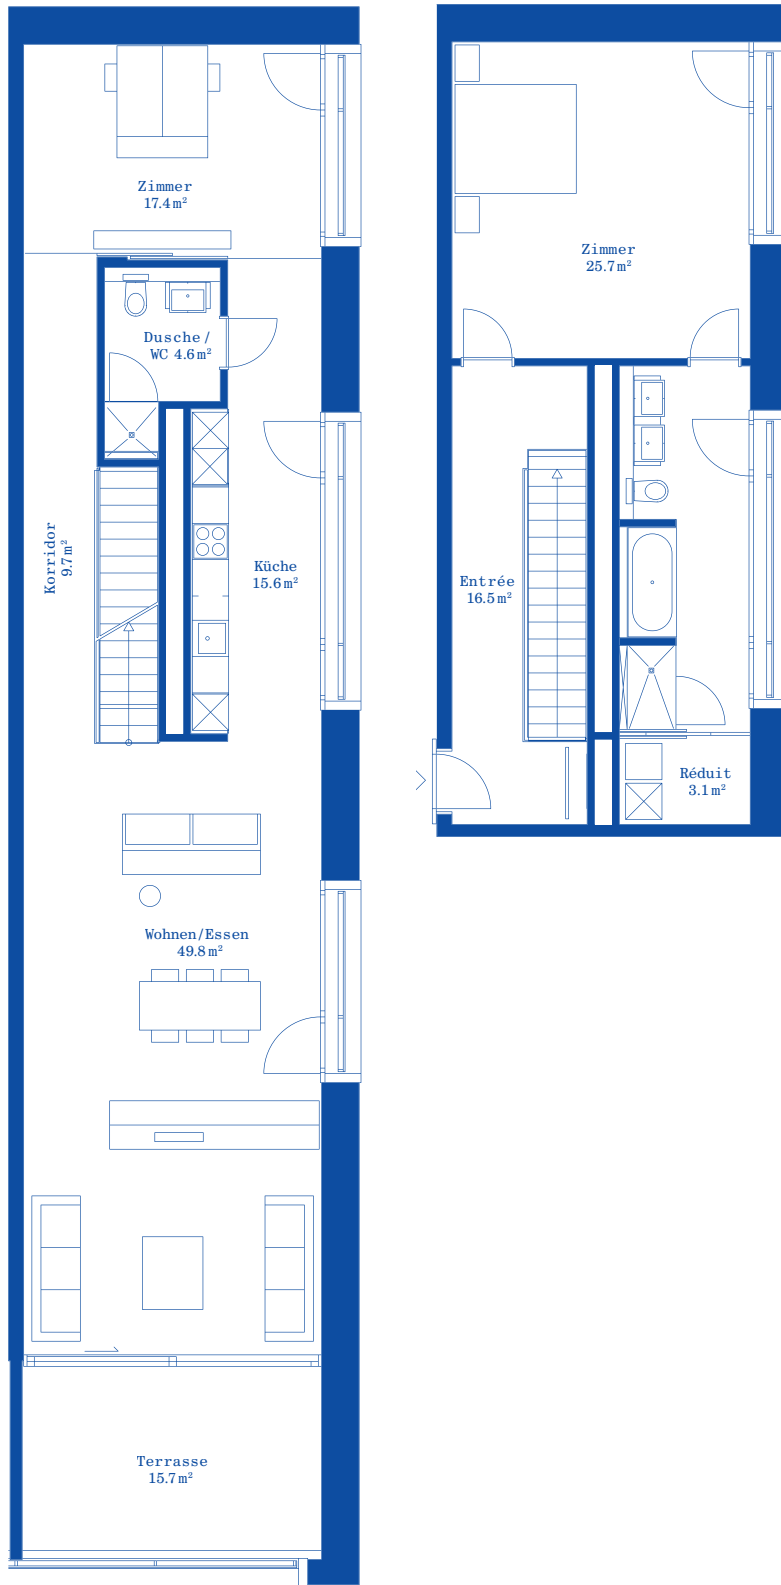 Zimmer
17.4 m²
Dusche /
WC 4.6 m²
Korridor
9.7 m²
Küche
15.6 m²
Wohnen/Essen
49.8 m²
Terrasse
15.7 m²
Zimmer
25.7 m²
Entrée
16.5 m²
Réduit
3.1 m²